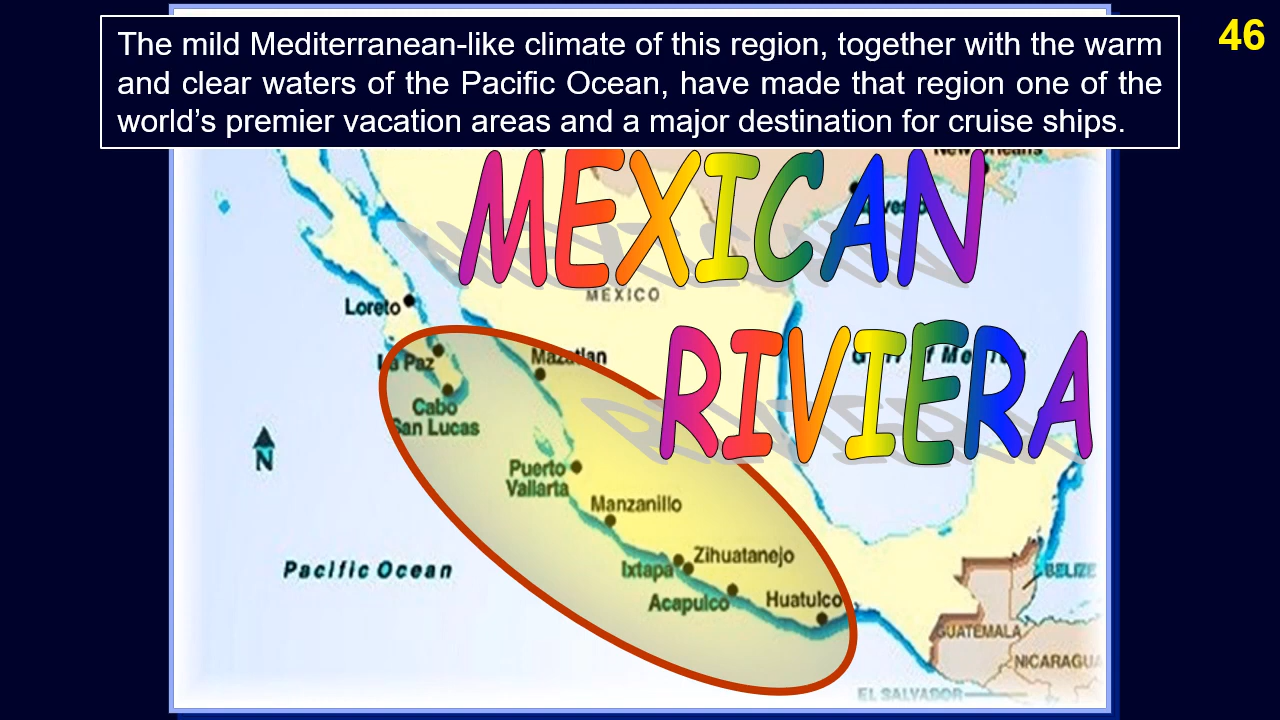 46
The mild Mediterranean-like climate of this region, together with the warm
and clear waters of the Pacific Ocean, have made that region one of the
world’s premier vacation areas and a major destination for cruise ships.
MEXICAN
MEXICO
Loreto
RIVIERA
La Paz
Mazatlan
Gulf of Mexico
Cabo
San Lucas
Puerto
Vallarta
Manzanillo
Zihuatanejo
Ixtapa
Pacific Ocean
BELIZE
Acapulco
Huatulco
GUATEMALA
NICARAGUA
EL SALVADOR
N